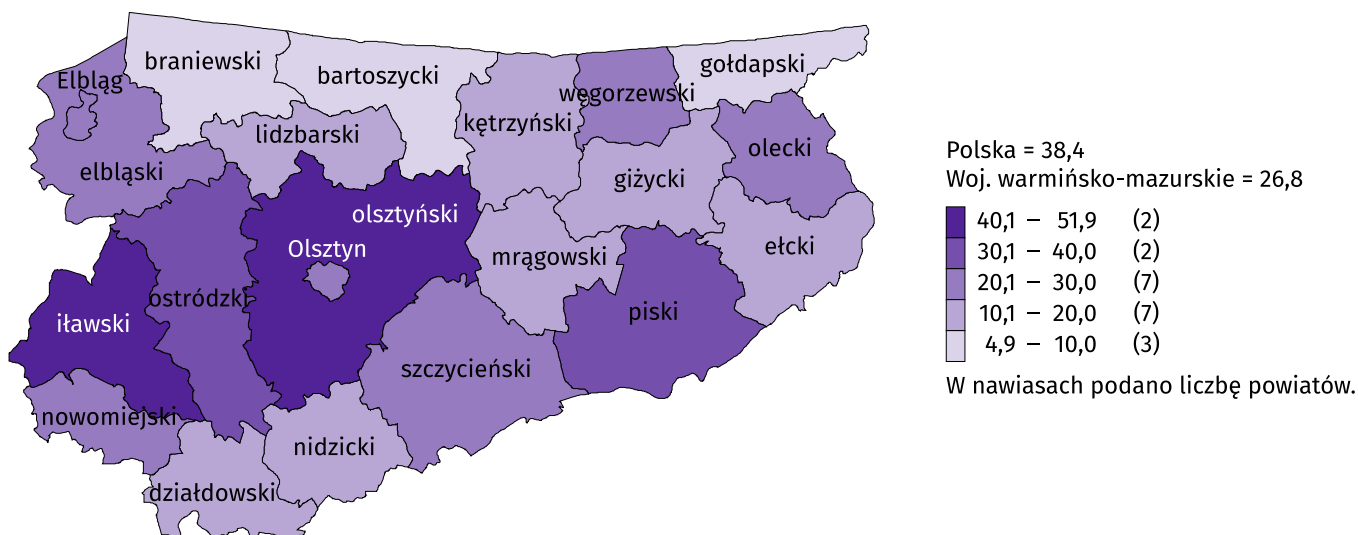 braniewski
bartoszycki
gołdapski
Elbląg
węgorzewski
kętrzyński
lidzbarski
olecki
elbląski
giżycki
olsztyński
Olsztyn
mrągowski
ełcki
ostródzki
iławski
piski
szczycieński
nowomiejski
nidzicki
działdowski
Polska = 38,4
Woj. warmińsko-mazurskie = 26,8
40,1 – 51,9 (2)
30,1 – 40,0 (2)
20,1 – 30,0 (7)
10,1 – 20,0 (7)
4,9 – 10,0 (3)
W nawiasach podano liczbę powiatów.